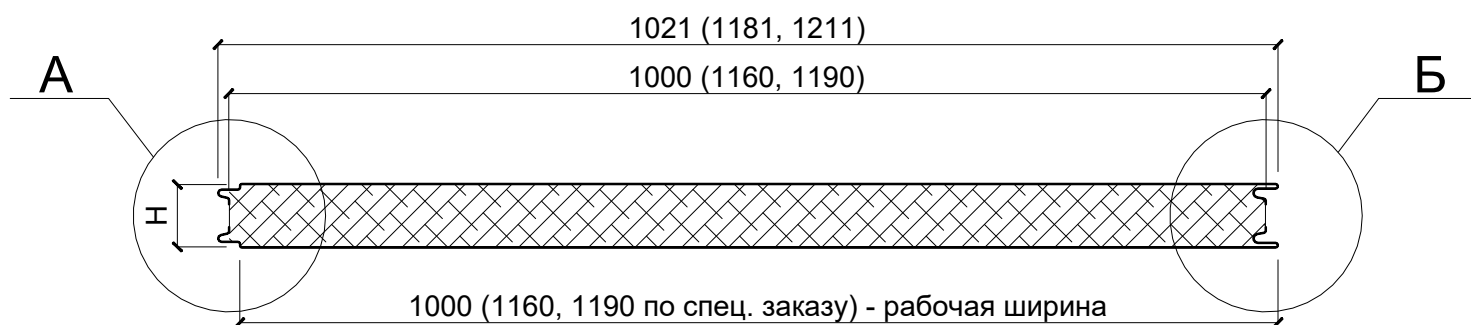 1021 (1181, 1211)
А
1000 (1160, 1190)
Б
Н
1000 (1160, 1190 по спец. заказу) - рабочая ширина